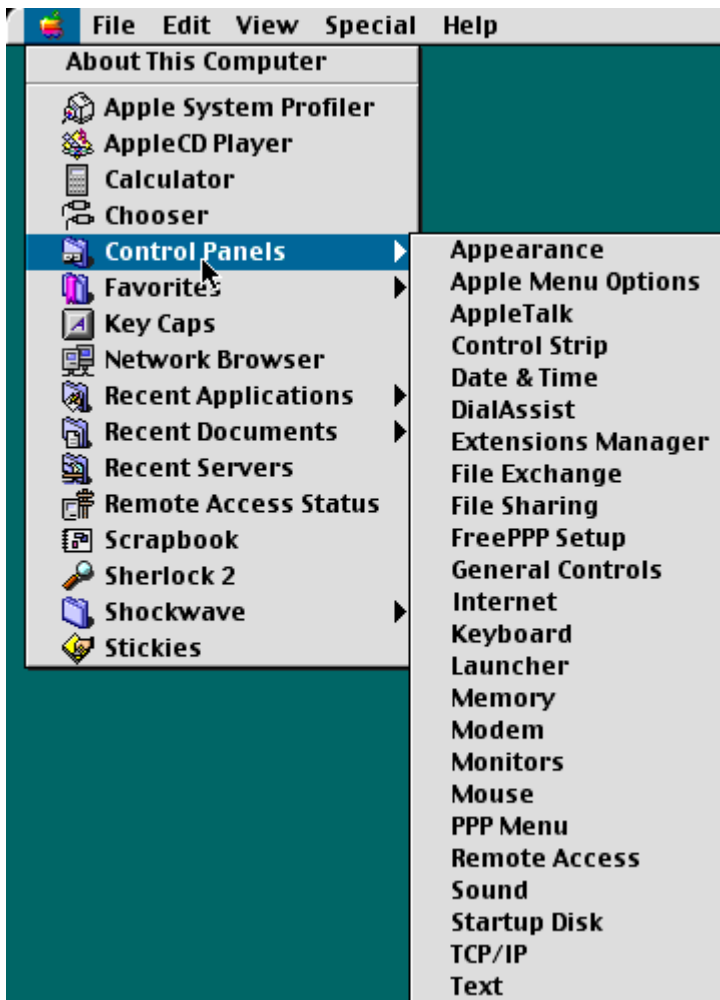 File Edit View Special Help
About This Computer
Apple System Profiler
AppleCD Player
Calculator
Chooser
Control Panels
Favorites
Key Caps
Network Browser
Recent Applications
Recent Documents
Recent Servers
Remote Access Status
Scrapbook
Sherlock 2
Shockwave
Stickies
Appearance
Apple Menu Options
AppleTalk
Control Strip
Date & Time
DialAssist
Extensions Manager
File Exchange
File Sharing
FreePPP Setup
General Controls
Internet
Keyboard
Launcher
Memory
Modem
Monitors
Mouse
PPP Menu
Remote Access
Sound
Startup Disk
TCP/IP
Text